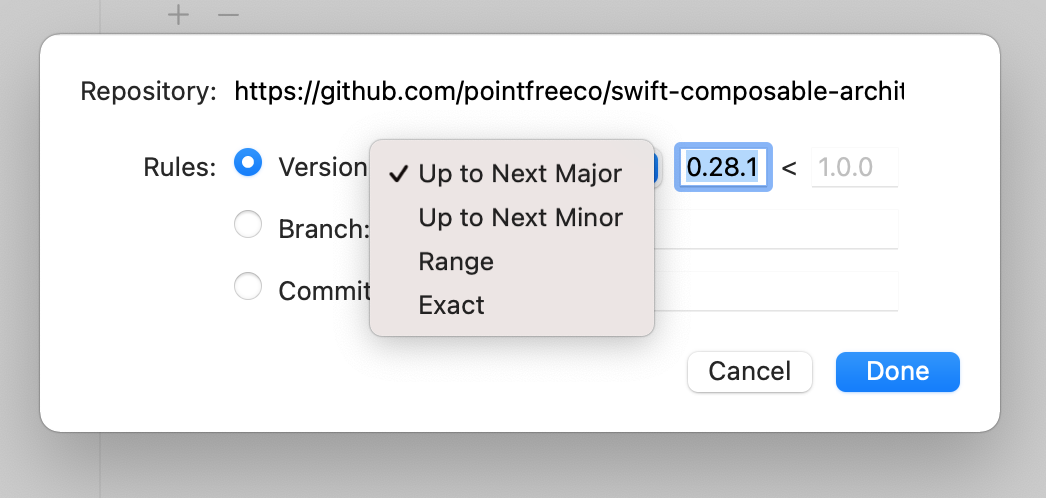 Repository: https://github.com/pointfreeco/swift-composable-archit
Rules: Version 0.28.1 < 1.0.0
Up to Next Major
Up to Next Minor
Range
Exact
Branch:
Commit
Cancel Done